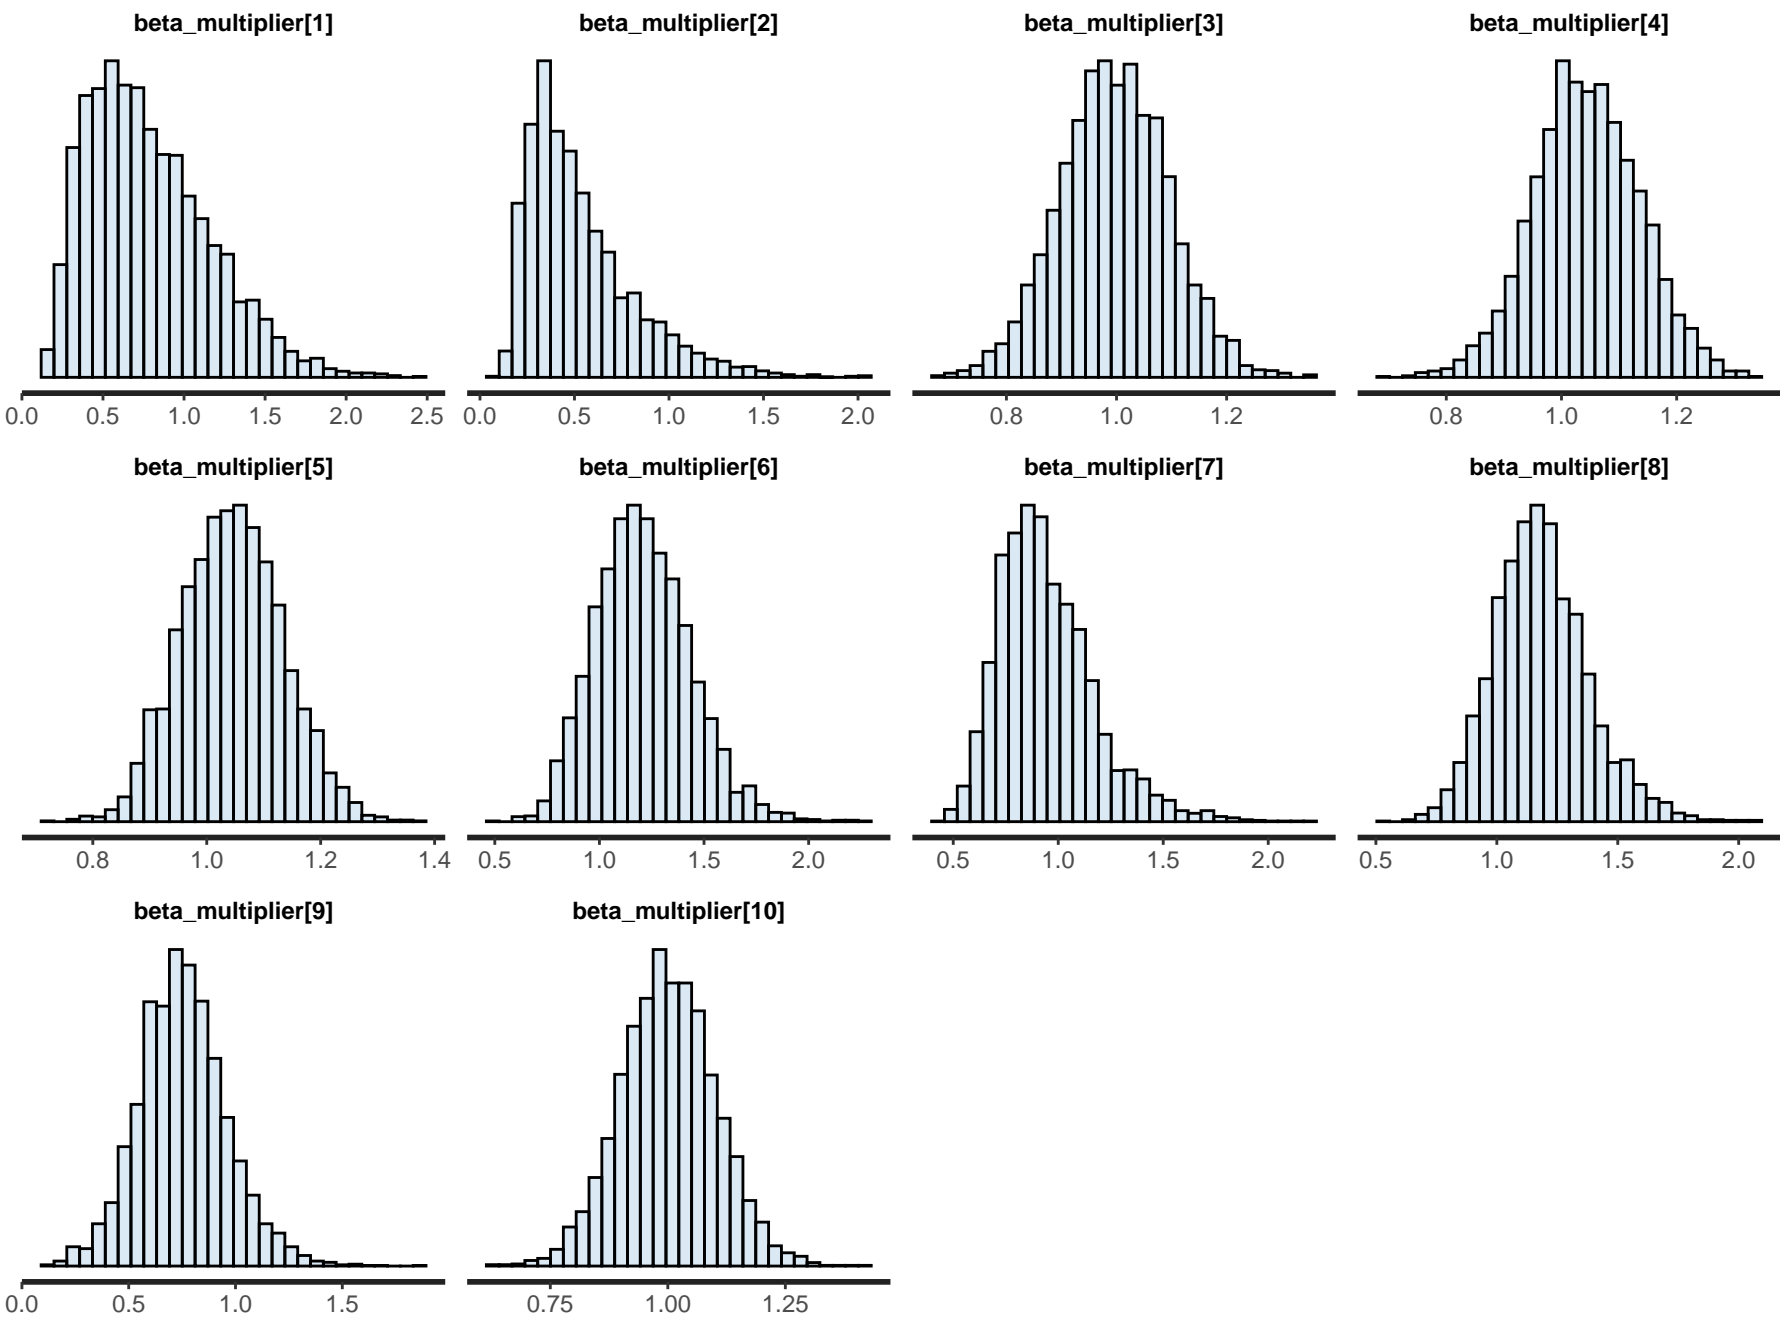 beta_multiplier[1] beta_multiplier[2] beta_multiplier[3] beta_multiplier[4]
0.0 0.5 1.0 1.5 2.0 2.5 0.0 0.5 1.0 1.5 2.0 0.8 1.0 1.2 0.8 1.0 1.2
beta_multiplier[5] beta_multiplier[6] beta_multiplier[7] beta_multiplier[8]
0.8 1.0 1.2 1.4 0.5 1.0 1.5 2.0 0.5 1.0 1.5 2.0 0.5 1.0 1.5 2.0
beta_multiplier[9] beta_multiplier[10]
0.0 0.5 1.0 1.5 0.75 1.00 1.25